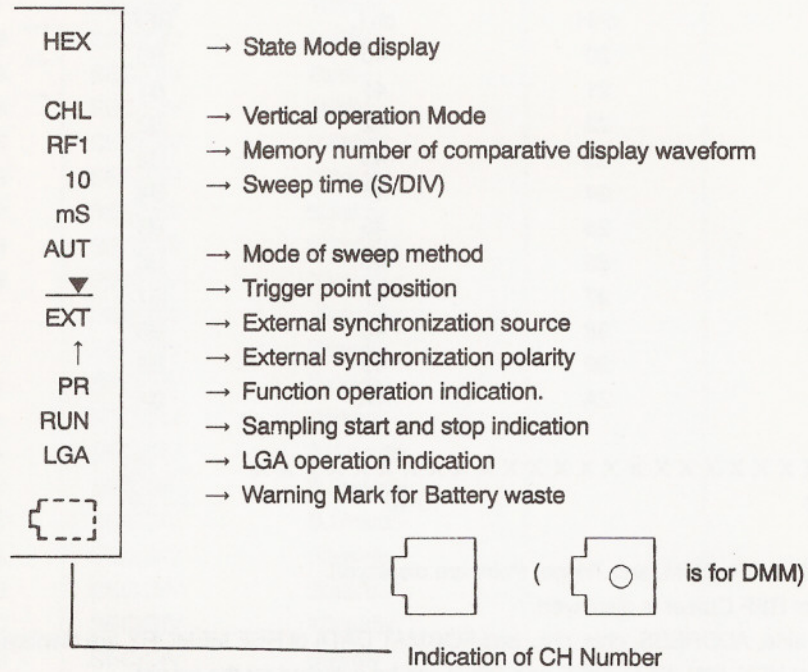 HEX → State Mode display
CHL → Vertical operation Mode
RF1 → Memory number of comparative display waveform
10 → Sweep time (S/DIV)
mS
AUT → Mode of sweep method
▼ → Trigger point position
EXT → External synchronization source
↑ → External synchronization polarity
PR → Function operation indication.
RUN → Sampling start and stop indication
LGA → LGA operation indication
→ Warning Mark for Battery waste
( is for DMM)
Indication of CH Number